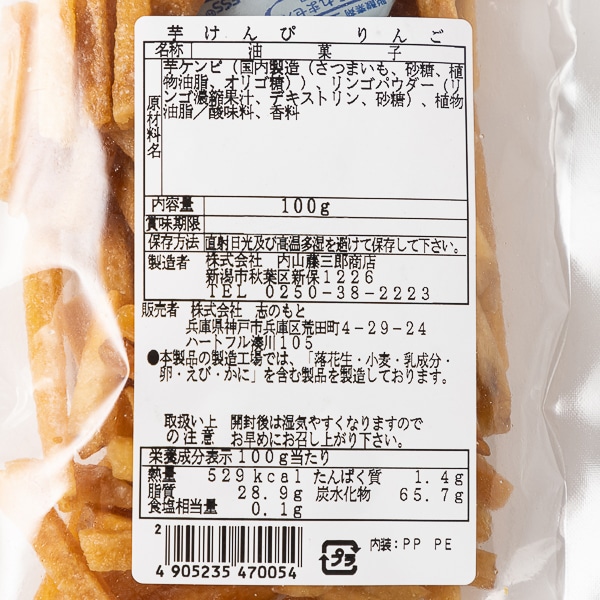 芋けんぴ りんご
名称 油菓子
原材料名
芋ケンピ(国内製造(さつまいも、砂糖、植
物油脂、オリゴ糖))、リンゴパウダー(リ
ンゴ濃縮果汁、デキストリン、砂糖)、植物
油脂/酸味料、香料
内容量 100g
賞味期限
保存方法 直射日光及び高温多湿を避けて保存して下さい。
製造者 株式会社 内山藤三郎商店
新潟市秋葉区新保1226
TEL 0250-38-2223
販売者 株式会社 志のもと
兵庫県神戸市兵庫区荒田町4-29-24
ハートフル湊川105
●本製品の製造工場では、「落花生・小麦・乳成分・
卵・えび・かに」を含む製品を製造しております。
取扱い上 開封後は湿気やすくなりますので
の注意 お早めにお召し上がり下さい。
栄養成分表示100g当たり
熱量 529kcal たんぱく質 1.4g
脂質 28.9g 炭水化物 65.7g
食塩相当量 0.1g
2
4 905235 470054
プラ 内装:PP PE